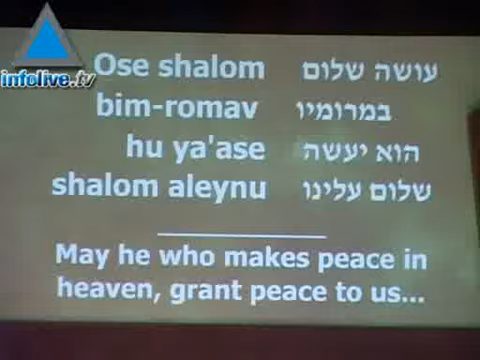 infolive.tv
Ose shalom עושה שלום
bim-romav במרומיו
hu ya'ase הוא יעשה
shalom aleynu שלום עלינו
May he who makes peace in
heaven, grant peace to us...